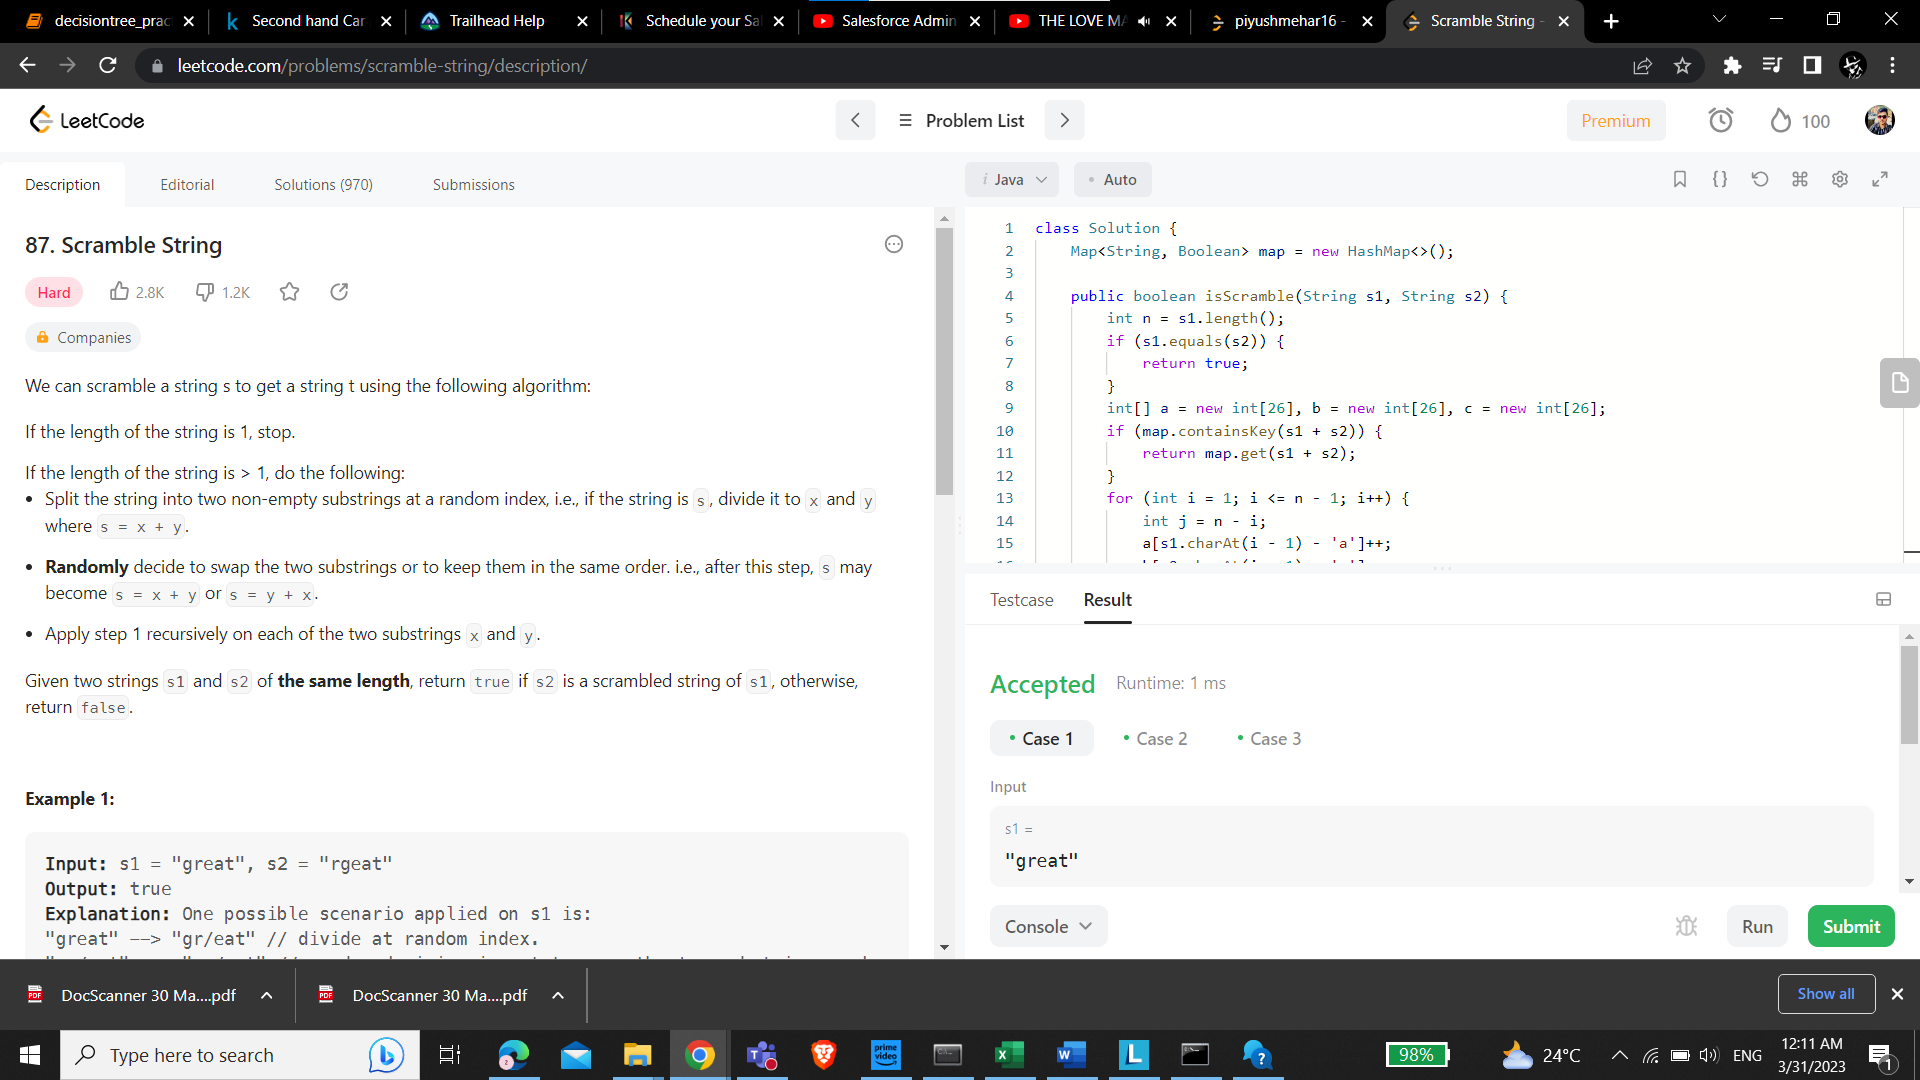 decisiontree_prac
Second hand Car
Trailhead Help
Schedule your Sal
Salesforce Admin
THE LOVE MA
piyushmehar16 -
Scramble String -
leetcode.com/problems/scramble-string/description/
LeetCode
Problem List
Premium
100
Description
Editorial
Solutions (970)
Submissions
87. Scramble String
Hard
2.8K
1.2K
Companies
We can scramble a string s to get a string t using the following algorithm:
If the length of the string is 1, stop.
If the length of the string is > 1, do the following:
• Split the string into two non-empty substrings at a random index, i.e., if the string is s, divide it to x and y
where s = x + y.
• Randomly decide to swap the two substrings or to keep them in the same order. i.e., after this step, s may
become s = x + y or s = y + x.
• Apply step 1 recursively on each of the two substrings x and y.
Given two strings s1 and s2 of the same length, return true if s2 is a scrambled string of s1, otherwise,
return false.
Example 1:
Input: s1 = "great", s2 = "rgeat"
Output: true
Explanation: One possible scenario applied on s1 is:
"great" --> "gr/eat" // divide at random index.
i Java
• Auto
1 class Solution {
2 Map<String, Boolean> map = new HashMap<>();
3
4 public boolean isScramble(String s1, String s2) {
5 int n = s1.length();
6 if (s1.equals(s2)) {
7 return true;
8 }
9 int[] a = new int[26], b = new int[26], c = new int[26];
10 if (map.containsKey(s1 + s2)) {
11 return map.get(s1 + s2);
12 }
13 for (int i = 1; i <= n - 1; i++) {
14 int j = n - i;
15 a[s1.charAt(i - 1) - 'a']++;
Testcase
Result
Accepted
Runtime: 1 ms
• Case 1
• Case 2
• Case 3
Input
s1 =
"great"
Console
Run
Submit
DocScanner 30 Ma....pdf
DocScanner 30 Ma....pdf
Show all
Type here to search
98%
24°C
ENG
12:11 AM
3/31/2023
1